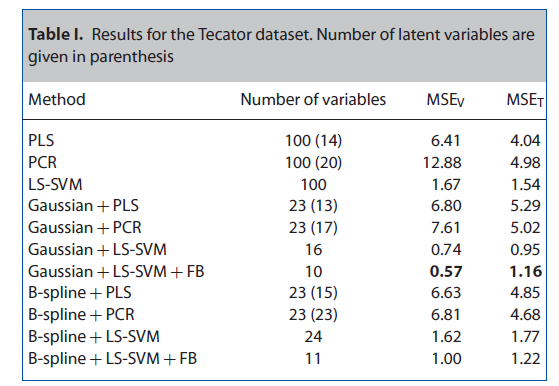 Table I. Results for the Tecator dataset. Number of latent variables are
given in parenthesis
Method Number of variables MSEV MSET
PLS 100 (14) 6.41 4.04
PCR 100 (20) 12.88 4.98
LS-SVM 100 1.67 1.54
Gaussian + PLS 23 (13) 6.80 5.29
Gaussian + PCR 23 (17) 7.61 5.02
Gaussian + LS-SVM 16 0.74 0.95
Gaussian + LS-SVM + FB 10 0.57 1.16
B-spline + PLS 23 (15) 6.63 4.85
B-spline + PCR 23 (23) 6.81 4.68
B-spline + LS-SVM 24 1.62 1.77
B-spline + LS-SVM + FB 11 1.00 1.22